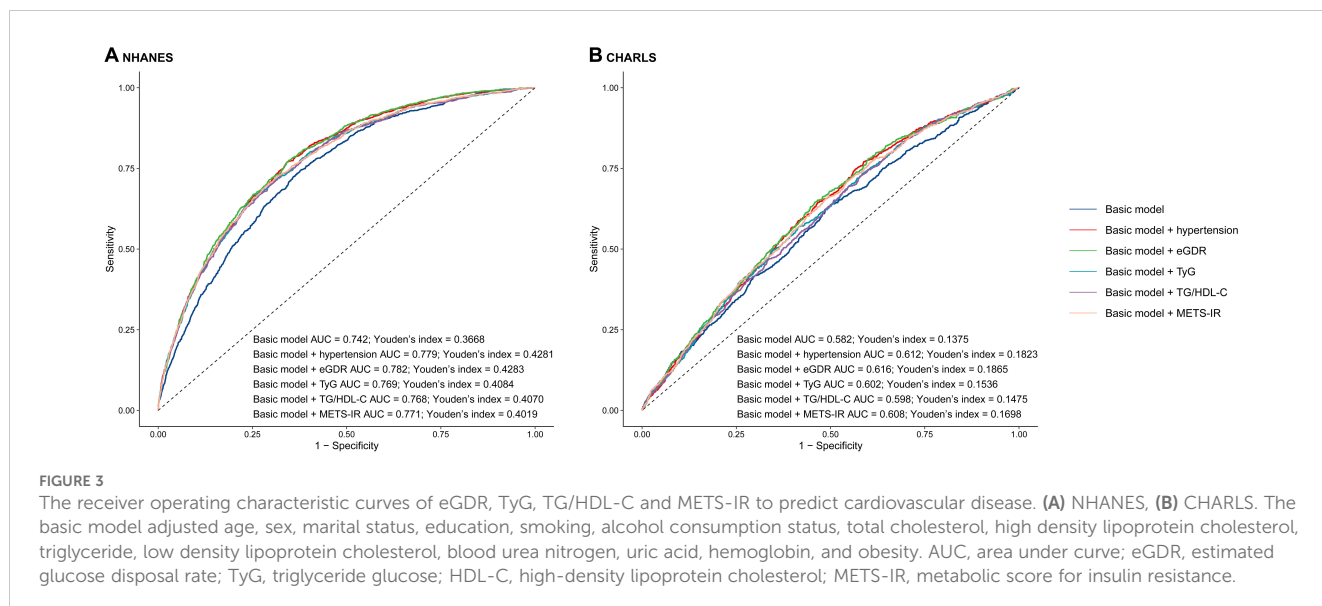 A NHANES
1.00
0.75
0.50
0.25
0.00
Sensitivity
Basic model AUC = 0.742; Youden's index = 0.3668
Basic model + hypertension AUC = 0.779; Youden's index = 0.4281
Basic model + eGDR AUC = 0.782; Youden's index = 0.4283
Basic model + TyG AUC = 0.769; Youden's index = 0.4084
Basic model + TG/HDL-C AUC = 0.768; Youden's index = 0.4070
Basic model + METS-IR AUC = 0.771; Youden's index = 0.4019
0.00 0.25 0.50 0.75 1.00
1 − Specificity
B CHARLS
1.00
0.75
0.50
0.25
0.00
Sensitivity
Basic model AUC = 0.582; Youden's index = 0.1375
Basic model + hypertension AUC = 0.612; Youden's index = 0.1823
Basic model + eGDR AUC = 0.616; Youden's index = 0.1865
Basic model + TyG AUC = 0.602; Youden's index = 0.1536
Basic model + TG/HDL-C AUC = 0.598; Youden's index = 0.1475
Basic model + METS-IR AUC = 0.608; Youden's index = 0.1698
0.00 0.25 0.50 0.75 1.00
1 − Specificity
Basic model
Basic model + hypertension
Basic model + eGDR
Basic model + TyG
Basic model + TG/HDL-C
Basic model + METS-IR
FIGURE 3
The receiver operating characteristic curves of eGDR, TyG, TG/HDL-C and METS-IR to predict cardiovascular disease. (A) NHANES, (B) CHARLS. The
basic model adjusted age, sex, marital status, education, smoking, alcohol consumption status, total cholesterol, high density lipoprotein cholesterol,
triglyceride, low density lipoprotein cholesterol, blood urea nitrogen, uric acid, hemoglobin, and obesity. AUC, area under curve; eGDR, estimated
glucose disposal rate; TyG, triglyceride glucose; HDL-C, high-density lipoprotein cholesterol; METS-IR, metabolic score for insulin resistance.